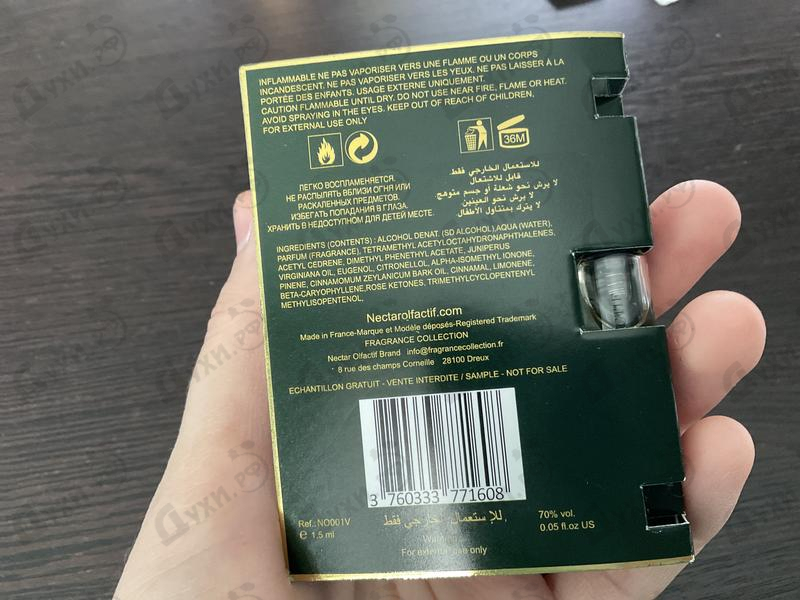 INFLAMMABLE NE PAS VAPORISER VERS UNE FLAMME OU UN CORPS
INCANDESCENT. NE PAS VAPORISER VERS LES YEUX. NE PAS LAISSER À LA
PORTÉE DES ENFANTS. USAGE EXTERNE UNIQUEMENT.
CAUTION FLAMMABLE UNTIL DRY. DO NOT USE NEAR FIRE, FLAME OR HEAT.
AVOID SPRAYING IN THE EYES. KEEP OUT OF REACH OF CHILDREN,
FOR EXTERNAL USE ONLY
36M
ЛЕГКО ВОСПЛАМЕНЯЕТСЯ.
НЕ РАСПЫЛЯТЬ ВБЛИЗИ ОГНЯ ИЛИ
РАСКАЛЕННЫХ ПРЕДМЕТОВ.
ИЗБЕГАТЬ ПОПАДАНИЯ В ГЛАЗА.
ХРАНИТЬ В НЕДОСТУПНОМ ДЛЯ ДЕТЕЙ МЕСТЕ.
للاستعمال الخارجي فقط
قابل للاشتعال
لا يرش نحو شعلة أو جسم متوهج
لا يرش نحو العينين
لا يترك بمتناول الأطفال
INGREDIENTS (CONTENTS) : ALCOHOL DENAT. (SD ALCOHOL),AQUA (WATER),
PARFUM (FRAGRANCE), TETRAMETHYL ACETYLOCTAHYDRONAPHTHALENES,
ACETYL CEDRENE, DIMETHYL PHENETHYL ACETATE, JUNIPERUS
VIRGINIANA OIL, EUGENOL, CITRONELLOL, ALPHA-ISOMETHYL IONONE,
PINENE, CINNAMOMUM ZEYLANICUM BARK OIL, CINNAMAL, LIMONENE,
BETA-CARYOPHYLLENE,ROSE KETONES, TRIMETHYLCYCLOPENTENYL
METHYLISOPENTENOL,
Nectarolfactif.com
Made in France-Marque et Modèle déposés-Registered Trademark
FRAGRANCE COLLECTION
Nectar Olfactif Brand info@fragrancecollection.fr
8 rue des champs Corneille 28100 Dreux
ECHANTILLON GRATUIT - VENTE INTERDITE / SAMPLE - NOT FOR SALE
3 760333 771608
Ref.:NO001V
للاستعمال الخارجي فقط.
70% vol.
e 1,5 ml
0.05 fl.oz US
For external use only
Духи.рф